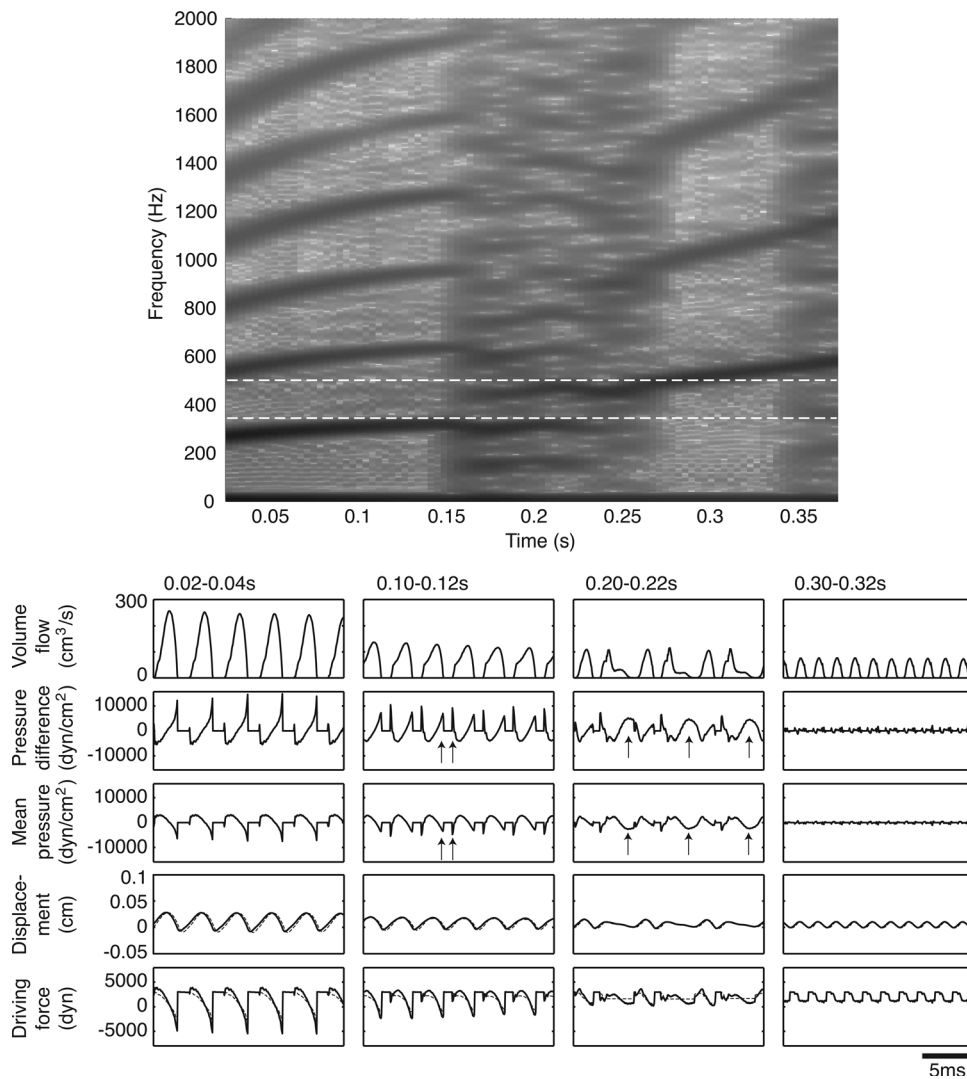 2000
1800
1600
1400
1200
1000
800
600
400
200
0
Frequency (Hz)
0.05 0.1 0.15 0.2 0.25 0.3 0.35
Time (s)
0.02-0.04s 0.10-0.12s 0.20-0.22s 0.30-0.32s
Volume
flow
(cm³/s)
300
0
Pressure
difference
(dyn/cm²)
10000
0
-10000
Mean
pressure
(dyn/cm²)
10000
0
-10000
Displace-
ment
(cm)
0.1
0.05
0
-0.05
Driving
force
(dyn)
5000
0
-5000
5ms